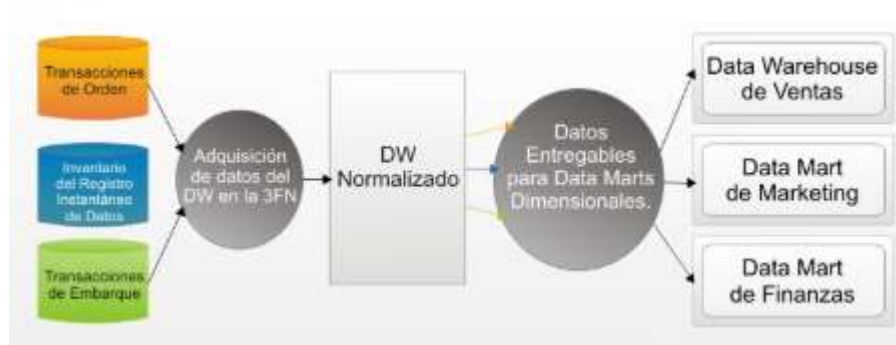 Transacciones
de Orden
Inventario
del Registro
Instantáneo
de Datos
Transacciones
de Embarque
Adquisición
de datos del
DW en la 3FN
DW
Normalizado
Datos
Entregables
para Data Marts
Dimensionales.
Data Warehouse
de Ventas
Data Mart
de Marketing
Data Mart
de Finanzas